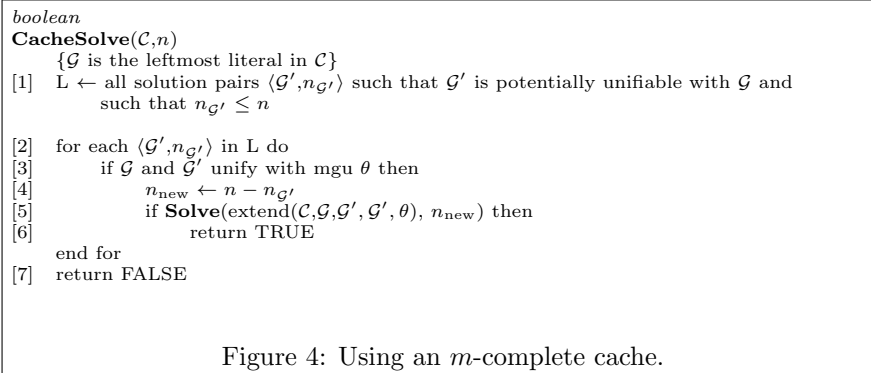 boolean
CacheSolve(𝒞,n)
{𝒢 is the leftmost literal in 𝒞}
[1] L ← all solution pairs ⟨𝒢′,n_𝒢′⟩ such that 𝒢′ is potentially unifiable with 𝒢 and
such that n_𝒢′ ≤ n
[2] for each ⟨𝒢′,n_𝒢′⟩ in L do
[3] if 𝒢 and 𝒢′ unify with mgu θ then
[4] n_new ← n − n_𝒢′
[5] if Solve(extend(𝒞,𝒢,𝒢′,𝒢′,θ), n_new) then
[6] return TRUE
end for
[7] return FALSE
Figure 4: Using an m-complete cache.